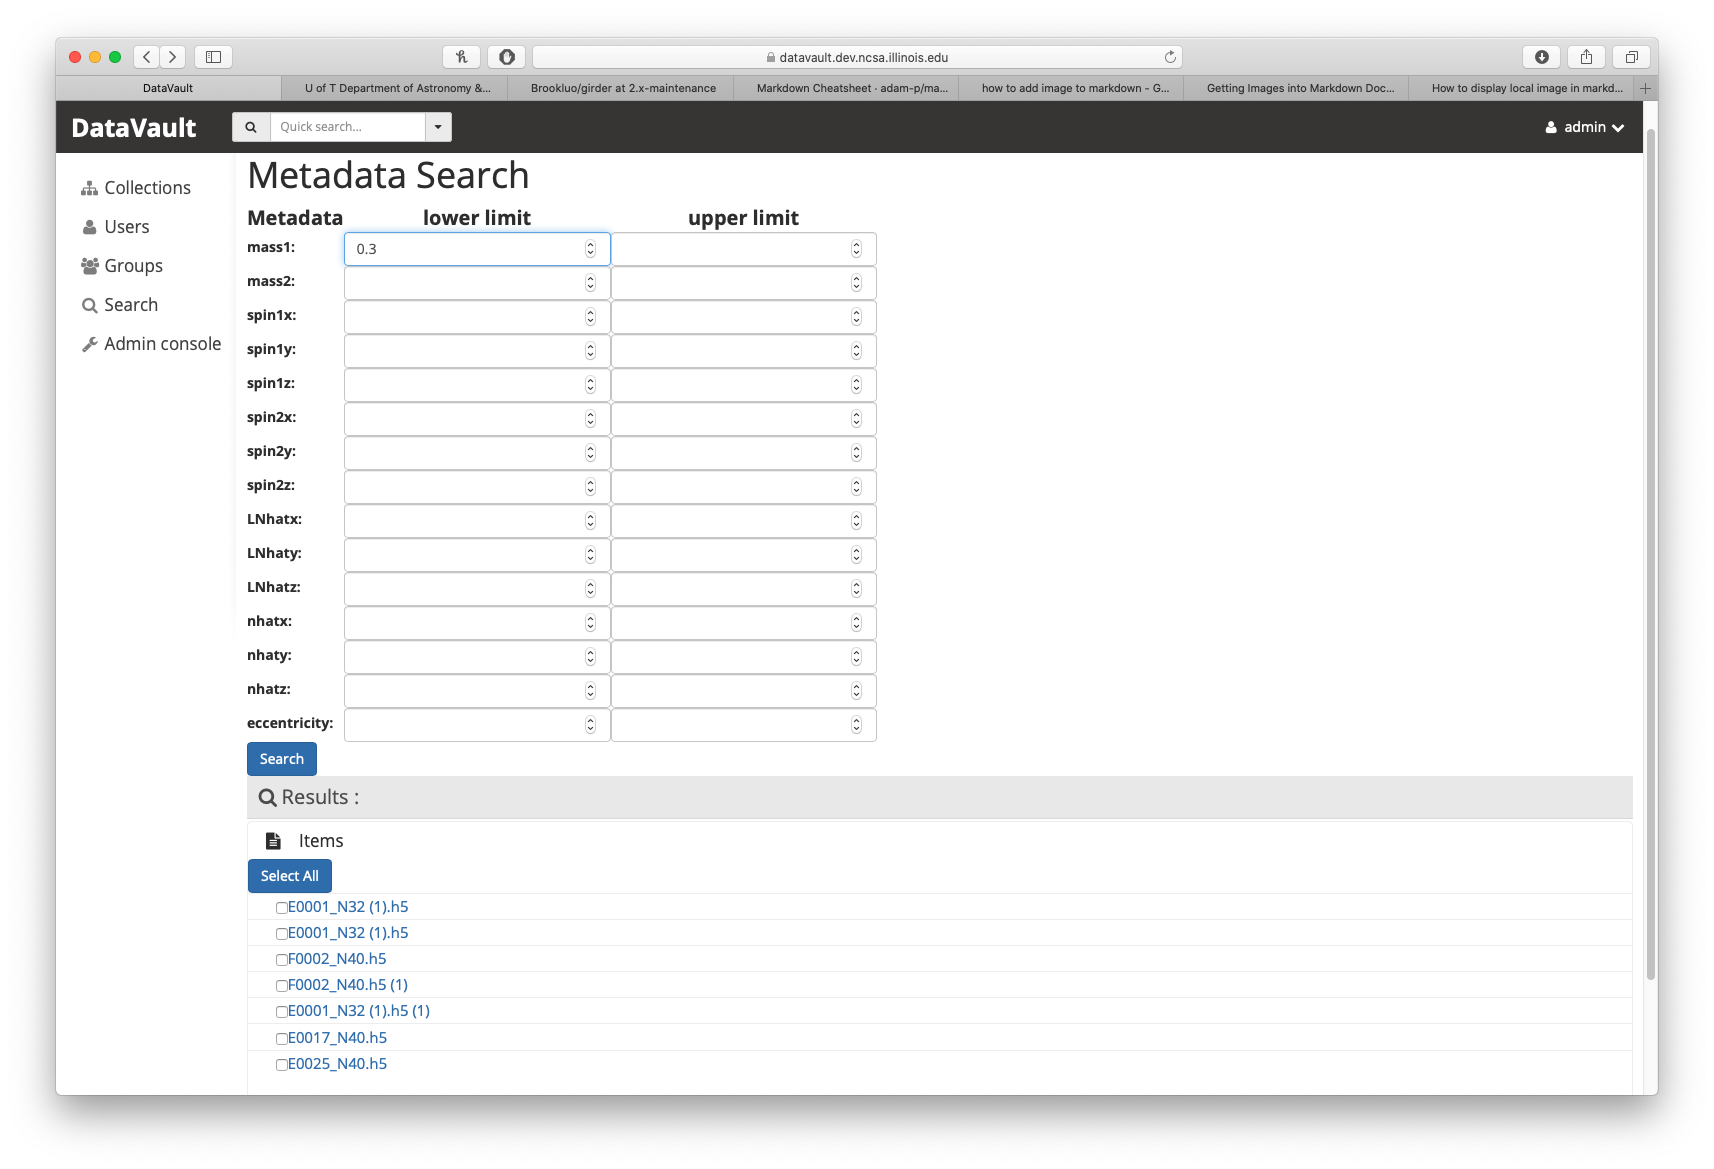 datavault.dev.ncsa.illinois.edu
DataVault
U of T Department of Astronomy &...
Brookluo/girder at 2.x-maintenance
Markdown Cheatsheet · adam-p/ma...
how to add image to markdown - G...
Getting Images into Markdown Doc...
How to display local image in markd...
DataVault
Quick search...
admin
Collections
Users
Groups
Search
Admin console
Metadata Search
Metadata lower limit upper limit
mass1: 0.3
mass2:
spin1x:
spin1y:
spin1z:
spin2x:
spin2y:
spin2z:
LNhatx:
LNhaty:
LNhatz:
nhatx:
nhaty:
nhatz:
eccentricity:
Search
Results :
Items
Select All
E0001_N32 (1).h5
E0001_N32 (1).h5
F0002_N40.h5
F0002_N40.h5 (1)
E0001_N32 (1).h5 (1)
E0017_N40.h5
E0025_N40.h5